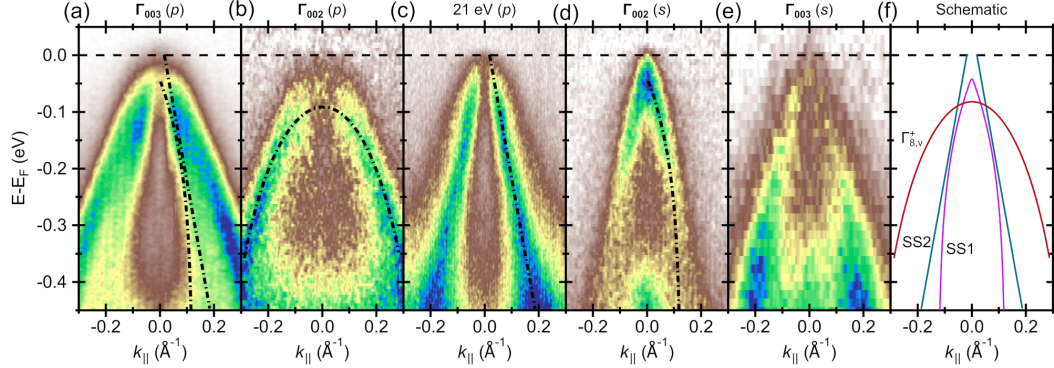 (a) Γ003 (p)
(b) Γ002 (p)
(c) 21 eV (p)
(d) Γ002 (s)
(e) Γ003 (s)
(f) Schematic
E-EF (eV)
0.0
-0.1
-0.2
-0.3
-0.4
Γ+8,v
SS2
SS1
-0.2 0.0 0.2
-0.2 0.0 0.2
-0.2 0.0 0.2
-0.2 0.0 0.2
-0.2 0.0 0.2
-0.2 0.0 0.2
k|| (Å-1)
k|| (Å-1)
k|| (Å-1)
k|| (Å-1)
k|| (Å-1)
k|| (Å-1)